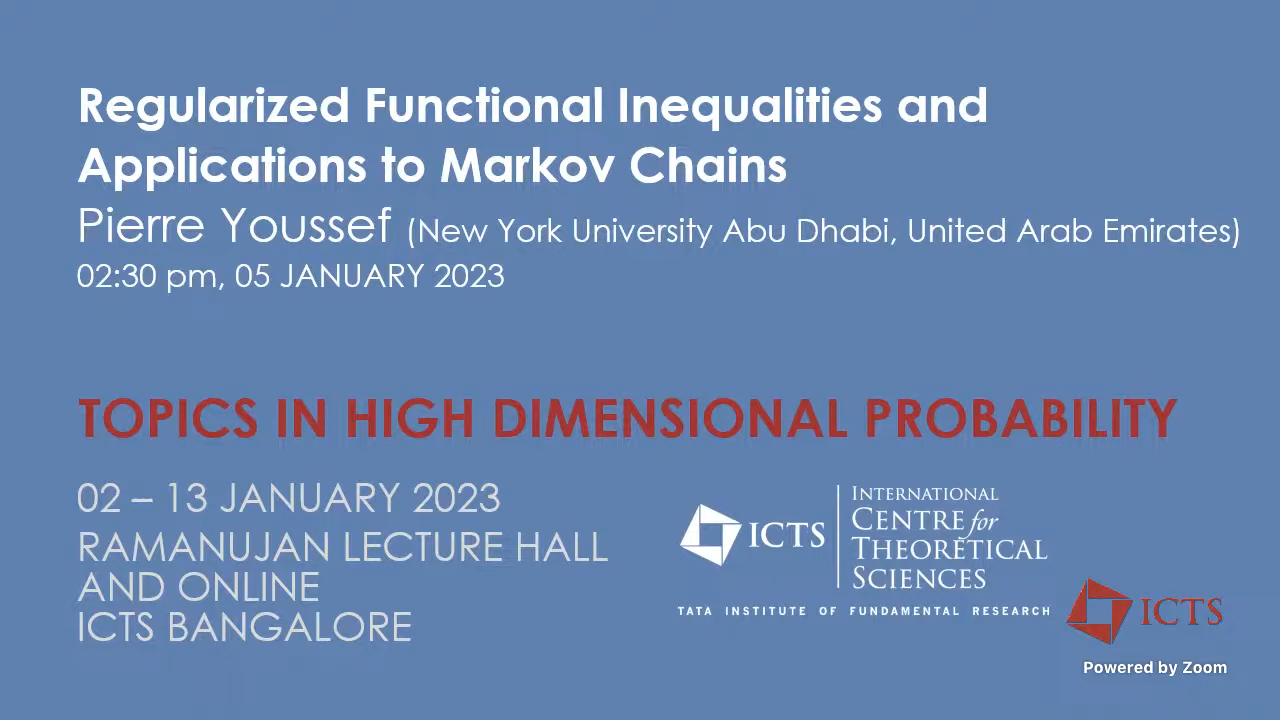 Regularized Functional Inequalities and
Applications to Markov Chains
Pierre Youssef (New York University Abu Dhabi, United Arab Emirates)
02:30 pm, 05 JANUARY 2023
TOPICS IN HIGH DIMENSIONAL PROBABILITY
02 – 13 JANUARY 2023
RAMANUJAN LECTURE HALL
AND ONLINE
ICTS BANGALORE
ICTS
INTERNATIONAL
CENTRE for
THEORETICAL
SCIENCES
TATA INSTITUTE OF FUNDAMENTAL RESEARCH
ICTS
Powered by Zoom